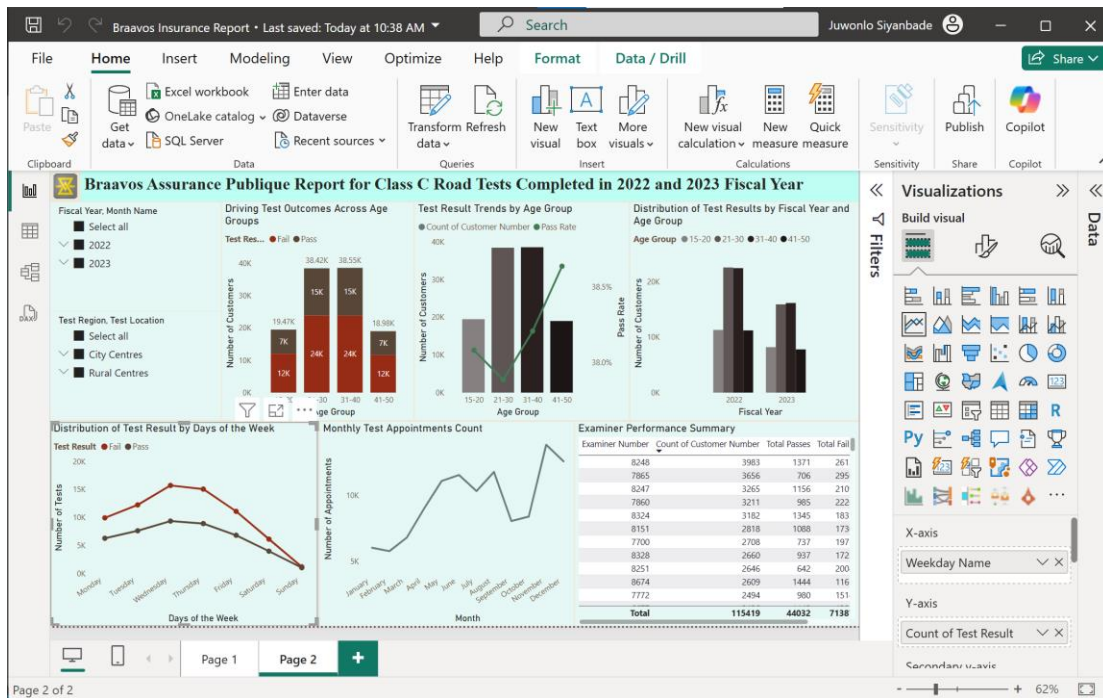 Braavos Insurance Report • Last saved: Today at 10:38 AM
Search
Juwonlo Siyanbade
File Home Insert Modeling View Optimize Help Format Data / Drill
Share
Paste
Clipboard
Get data
Excel workbook
OneLake catalog
SQL Server
Enter data
Dataverse
Recent sources
Data
Transform data
Refresh
Queries
New visual
Text box
More visuals
Insert
New visual calculation
New measure
Quick measure
Calculations
Sensitivity
Sensitivity
Publish
Share
Copilot
Copilot
Braavos Assurance Publique Report for Class C Road Tests Completed in 2022 and 2023 Fiscal Year
Fiscal Year, Month Name
Select all
2022
2023
Test Region, Test Location
Select all
City Centres
Rural Centres
Driving Test Outcomes Across Age
Groups
Test Res... Fail Pass
Number of Customers
40K
30K
20K
10K
0K
19.47K 38.42K 38.55K 18.98K
7K 15K 15K 7K
12K 24K 24K 12K
31-40 41-50
Age Group
Test Result Trends by Age Group
Count of Customer Number Pass Rate
Number of Customers
40K
30K
20K
10K
0K
38.5%
38.0%
Pass Rate
15-20 21-30 31-40 41-50
Age Group
Distribution of Test Results by Fiscal Year and
Age Group
Age Group 15-20 21-30 31-40 41-50
Number of Customers
20K
10K
0K
2022 2023
Fiscal Year
Distribution of Test Result by Days of the Week
Test Result Fail Pass
Number of Tests
20K
15K
10K
5K
0K
Monday Tuesday Wednesday Thursday Friday Saturday Sunday
Days of the Week
Monthly Test Appointments Count
Number of Appointments
10K
5K
January February March April May June July August September October November December
Month
Examiner Performance Summary
Examiner Number Count of Customer Number Total Passes Total Fail
8248 3983 1371 261
7865 3656 706 295
8247 3265 1156 210
7860 3211 985 222
8324 3182 1345 183
8151 2818 1088 173
7700 2708 737 197
8328 2660 937 172
8251 2646 642 200
8674 2609 1444 116
7772 2494 980 151
Total 115419 44032 7138
Filters
Visualizations
Build visual
123
R
Py
X-axis
Weekday Name
Y-axis
Count of Test Result
Secondary y-axis
Data
DAX
Page 1
Page 2
Page 2 of 2
62%